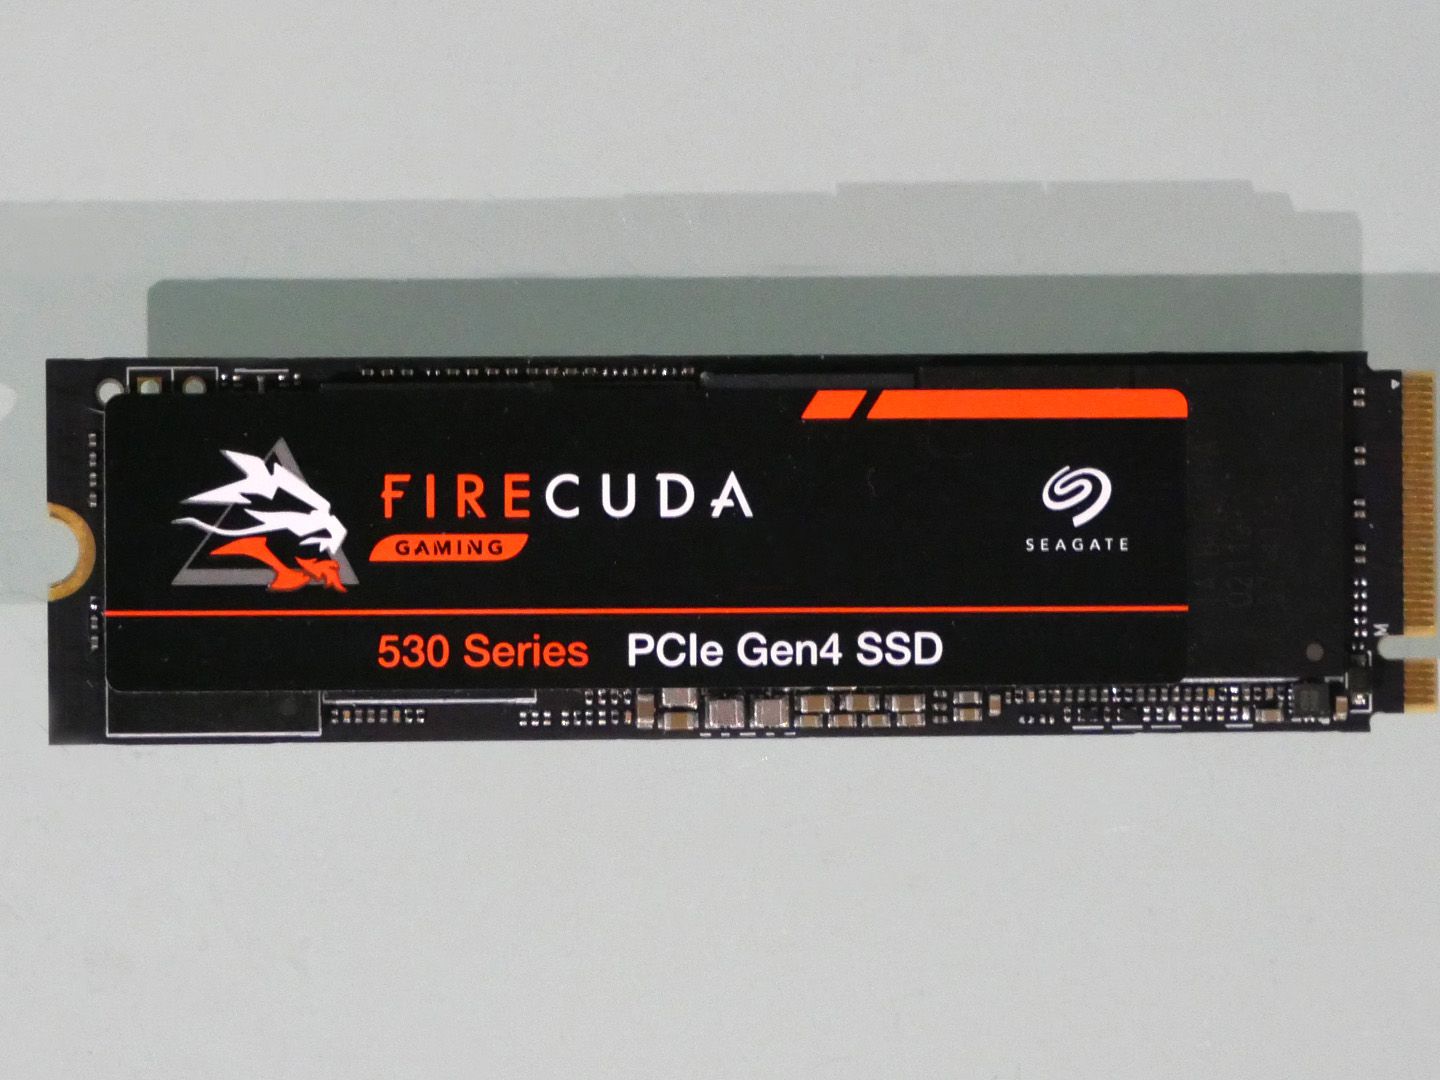 FIRECUDA
GAMING
SEAGATE
530 Series PCIe Gen4 SSD
M